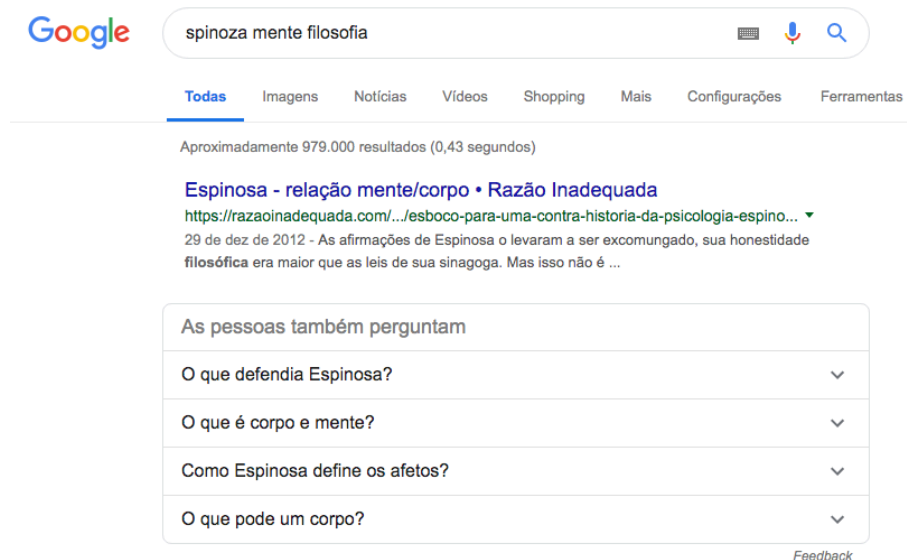 Google
spinoza mente filosofia
Todas Imagens Notícias Vídeos Shopping Mais Configurações Ferramentas
Aproximadamente 979.000 resultados (0,43 segundos)
Espinosa - relação mente/corpo • Razão Inadequada
https://razaoinadequada.com/.../esboco-para-uma-contra-historia-da-psicologia-espino...
29 de dez de 2012 - As afirmações de Espinosa o levaram a ser excomungado, sua honestidade
filosófica era maior que as leis de sua sinagoga. Mas isso não é ...
As pessoas também perguntam
O que defendia Espinosa?
O que é corpo e mente?
Como Espinosa define os afetos?
O que pode um corpo?
Feedback